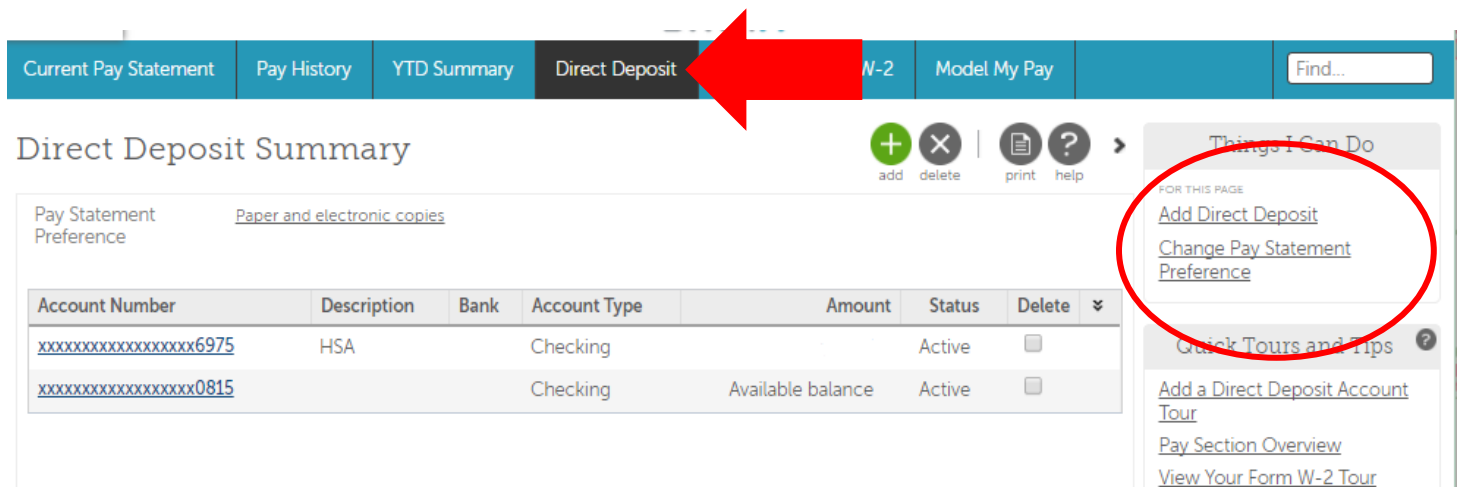 Current Pay Statement Pay History YTD Summary Direct Deposit W-2 Model My Pay Find...
Direct Deposit Summary
add delete print help
Pay Statement Preference Paper and electronic copies
Account Number Description Bank Account Type Amount Status Delete
xxxxxxxxxxxxxxxxxx6975 HSA Checking Active
xxxxxxxxxxxxxxxxxx0815 Checking Available balance Active
Things I Can Do
FOR THIS PAGE
Add Direct Deposit
Change Pay Statement
Preference
Quick Tours and Tips
Add a Direct Deposit Account
Tour
Pay Section Overview
View Your Form W-2 Tour